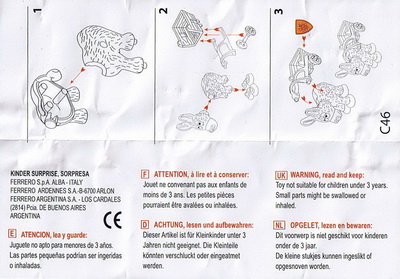 1
2
3
C46
KINDER SURPRISE, SORPRESA
FERRERO S.p.A. ALBA - ITALY
FERRERO ARDENNES S.A.-B-6700 ARLON
FERRERO ARGENTINA S.A. - LOS CARDALES
(2814) Pcia. DE BUENOS AIRES
ARGENTINA
CE
E ATENCION, lea y guarde:
Juguete no apto para menores de 3 años.
Las partes pequeñas podrían ser ingeridas
o inhaladas.
F ATTENTION, à lire et à conserver:
Jouet ne convenant pas aux enfants de
moins de 3 ans. Les petites pièces
pourraient être avalées ou inhalées.
D ACHTUNG, lesen und aufbewahren:
Dieser Artikel ist für Kleinkinder unter 3
Jahren nicht geeignet. Die Kleinteile
könnten verschluckt oder eingeatmet
werden.
UK WARNING, read and keep:
Toy not suitable for children under 3 years.
Small parts might be swallowed or
inhaled.
NL OPGELET, lezen en bewaren:
Dit voorwerp is niet geschikt voor kinderen
onder de 3 jaar.
De kleine stukjes kunnen ingeslikt of
opgegeten worden.